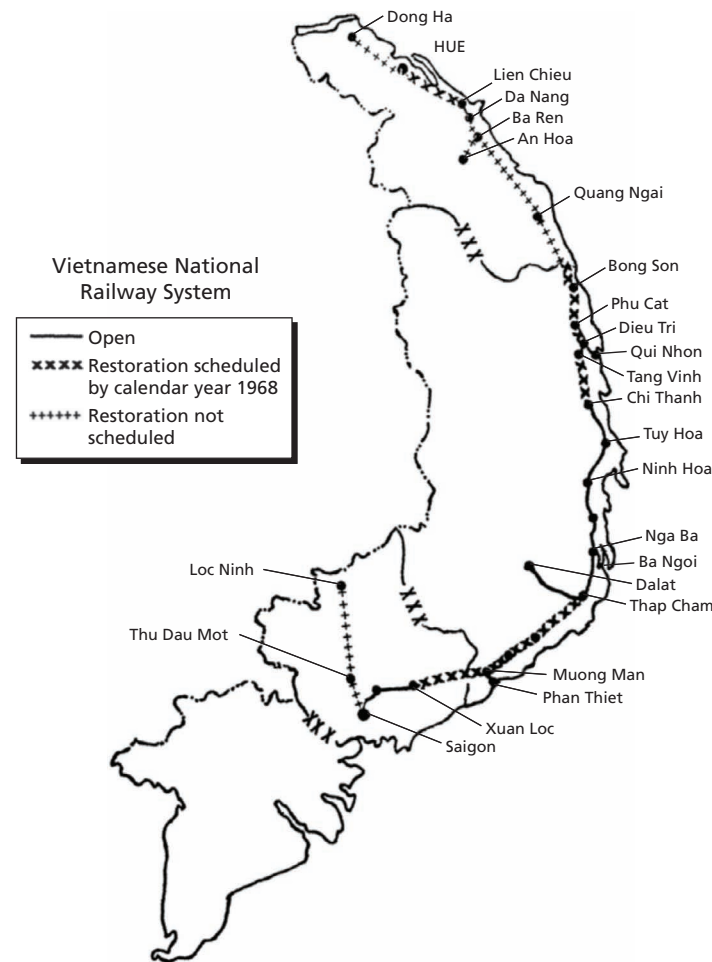 Dong Ha
HUE
Lien Chieu
Da Nang
Ba Ren
An Hoa
Quang Ngai
XXX
Vietnamese National
Railway System
Open
Restoration scheduled
by calendar year 1968
Restoration not
scheduled
Bong Son
Phu Cat
Dieu Tri
Qui Nhon
Tang Vinh
Chi Thanh
Tuy Hoa
Ninh Hoa
Nga Ba
Ba Ngoi
Dalat
Thap Cham
Loc Ninh
XXX
Thu Dau Mot
Muong Man
Phan Thiet
XXX
Xuan Loc
Saigon